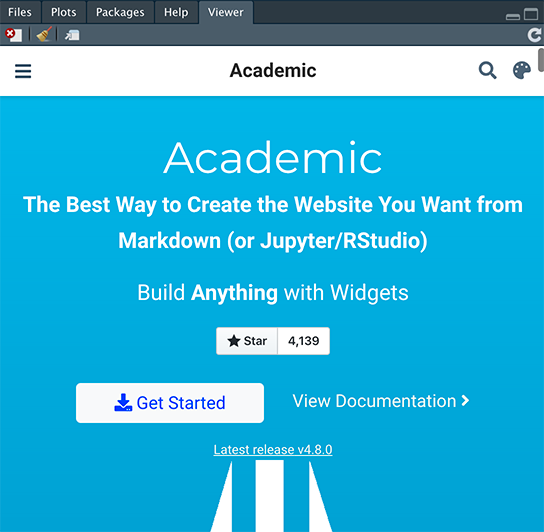 Files Plots Packages Help Viewer
Academic
Academic
The Best Way to Create the Website You Want from
Markdown (or Jupyter/RStudio)
Build Anything with Widgets
Star 4,139
Get Started View Documentation
Latest release v4.8.0